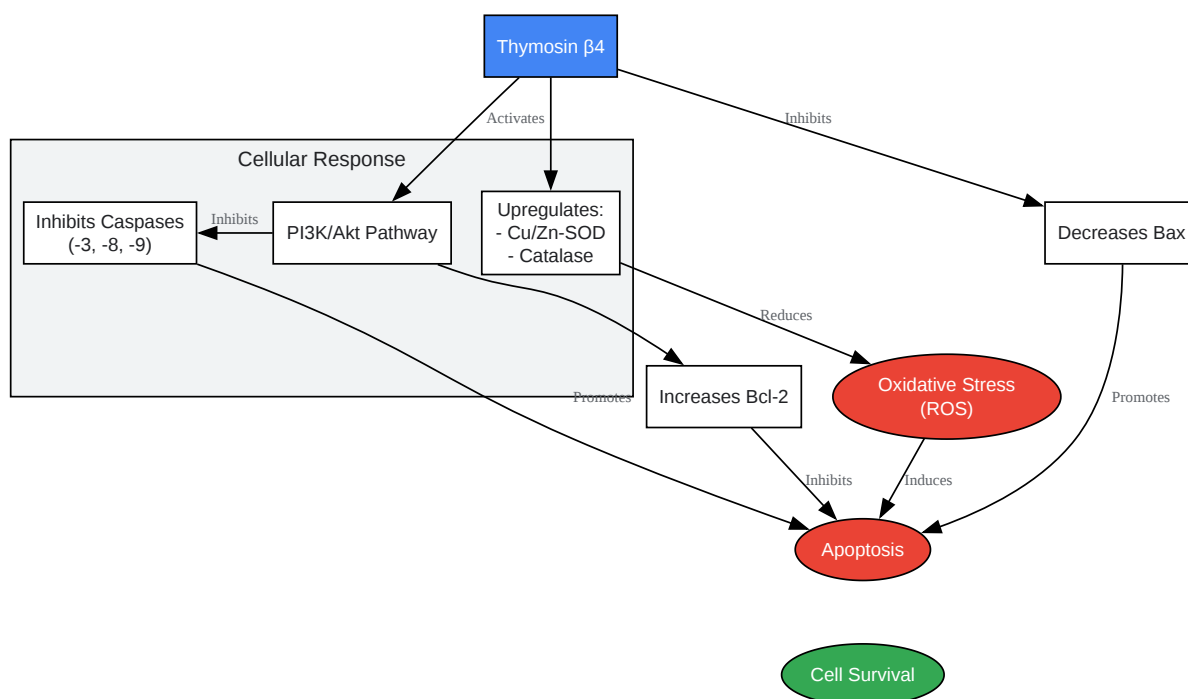 Thymosin β4
Activates
Inhibits
Cellular Response
Inhibits Caspases
(-3, -8, -9)
Inhibits
PI3K/Akt Pathway
Upregulates:
- Cu/Zn-SOD
- Catalase
Decreases Bax
Reduces
Promotes
Increases Bcl-2
Oxidative Stress
(ROS)
Promotes
Inhibits
Induces
Apoptosis
Cell Survival